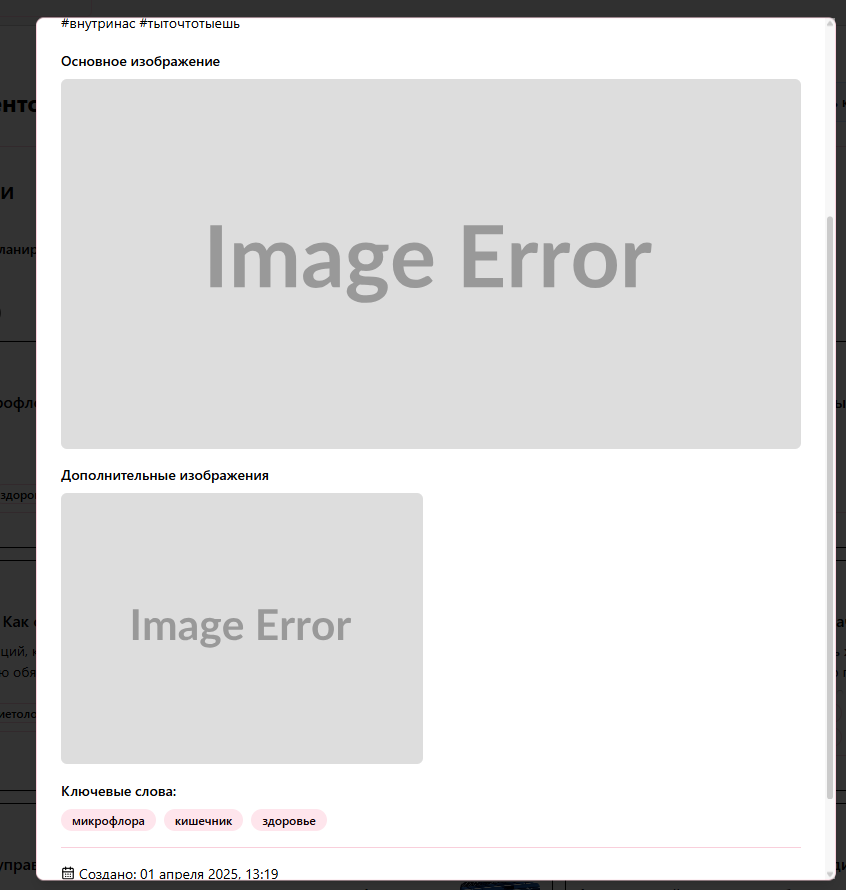 #внутринас #тыточтотыешь
Основное изображение
Image Error
Дополнительные изображения
Image Error
Ключевые слова:
микрофлора кишечник здоровье
Создано: 01 апреля 2025, 13:19